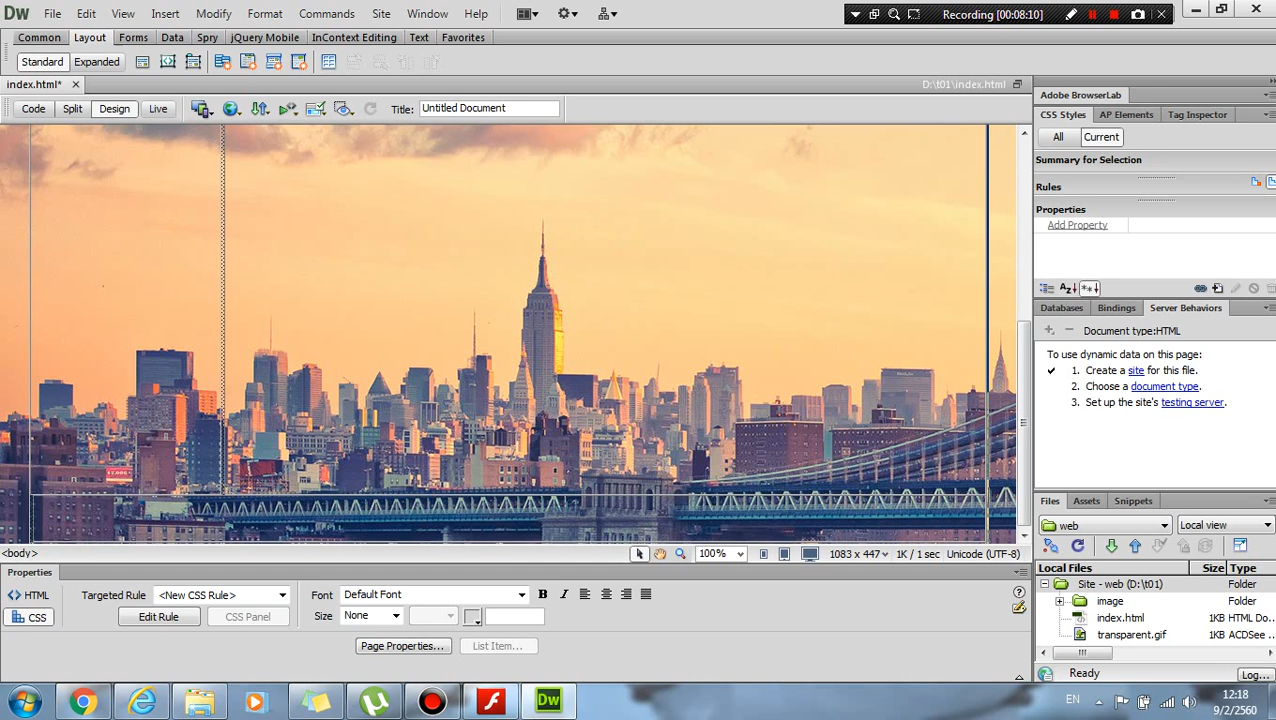 Dw File Edit View Insert Modify Format Commands Site Window Help
Recording [00:08:10]
Common Layout Forms Data Spry jQuery Mobile InContext Editing Text Favorites
Standard Expanded
index.html* D:\t01\index.html
Code Split Design Live Title: Untitled Document
<body> 100% 1083 x 447 1K / 1 sec Unicode (UTF-8)
Properties
<> HTML Targeted Rule <New CSS Rule> Font Default Font B I
CSS Edit Rule CSS Panel Size None
Page Properties... List Item...
Adobe BrowserLab
CSS Styles AP Elements Tag Inspector
All Current
Summary for Selection
Rules
Properties
Add Property
Databases Bindings Server Behaviors
Document type:HTML
To use dynamic data on this page:
1. Create a site for this file.
2. Choose a document type.
3. Set up the site's testing server.
Files Assets Snippets
web Local view
Local Files Size Type
Site - web (D:\t01) Folder
image Folder
index.html 1KB HTML Do...
transparent.gif 1KB ACDSee
Ready Log...
Dw EN 12:18
9/2/2560